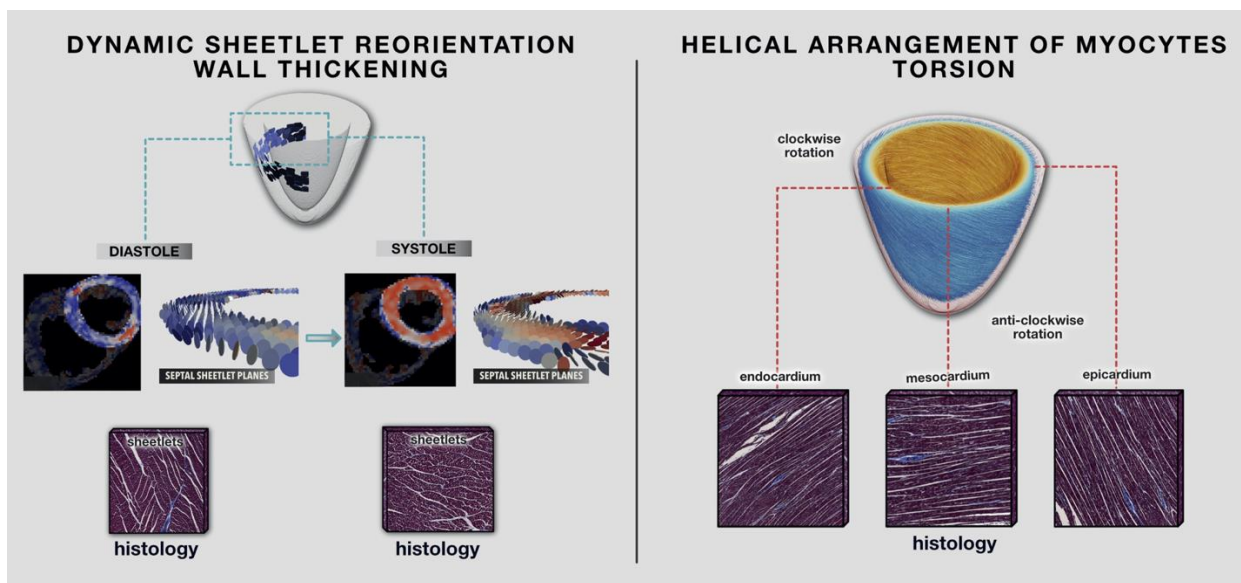 DYNAMIC SHEETLET REORIENTATION
WALL THICKENING
DIASTOLE
SYSTOLE
SEPTAL SHEETLET PLANES
SEPTAL SHEETLET PLANES
sheetlets
sheetlets
histology
histology
HELICAL ARRANGEMENT OF MYOCYTES
TORSION
clockwise
rotation
anti-clockwise
rotation
endocardium
mesocardium
epicardium
histology